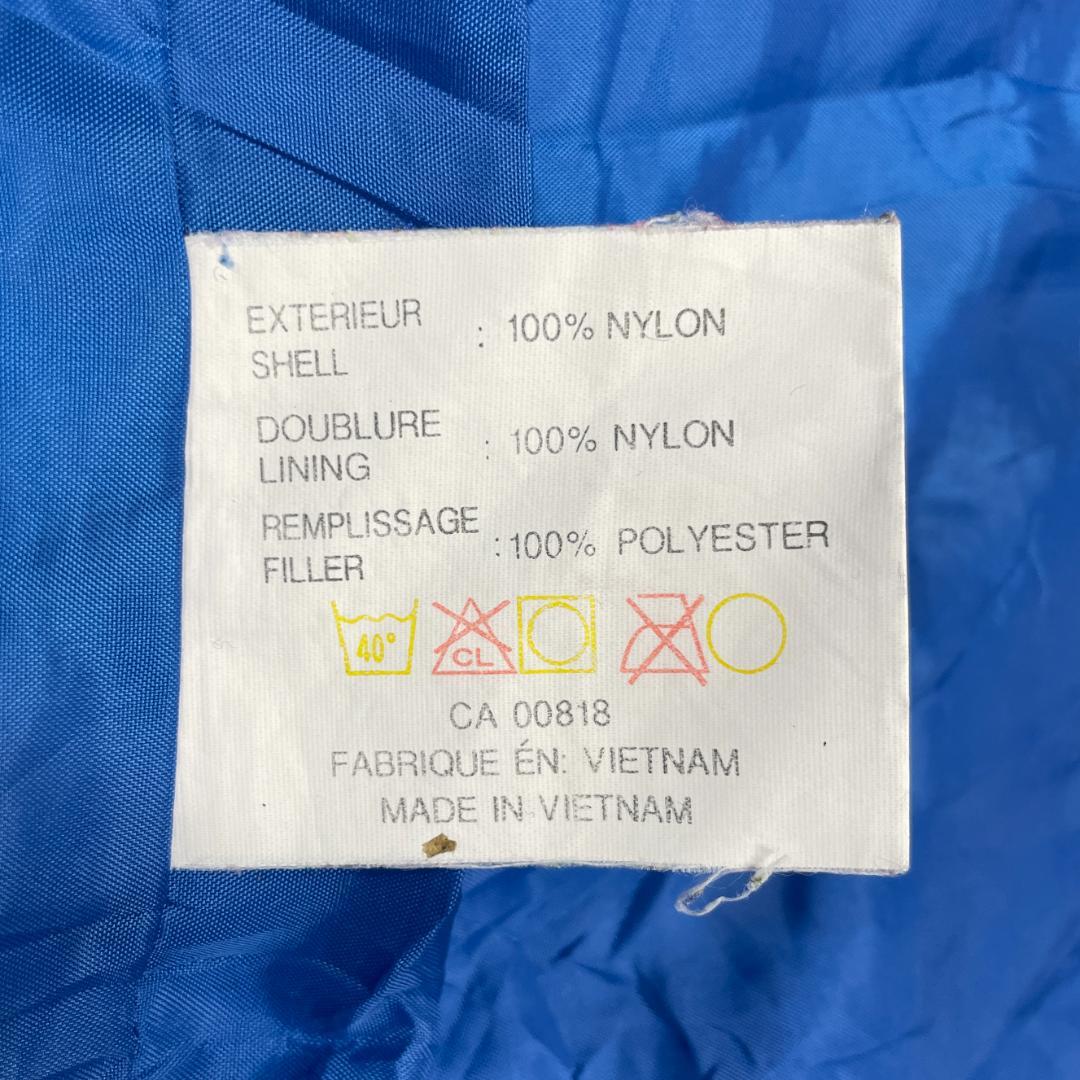 EXTERIEUR
SHELL : 100% NYLON
DOUBLURE
LINING : 100% NYLON
REMPLISSAGE
FILLER : 100% POLYESTER
40° CL
CA 00818
FABRIQUE ÉN: VIETNAM
MADE IN VIETNAM